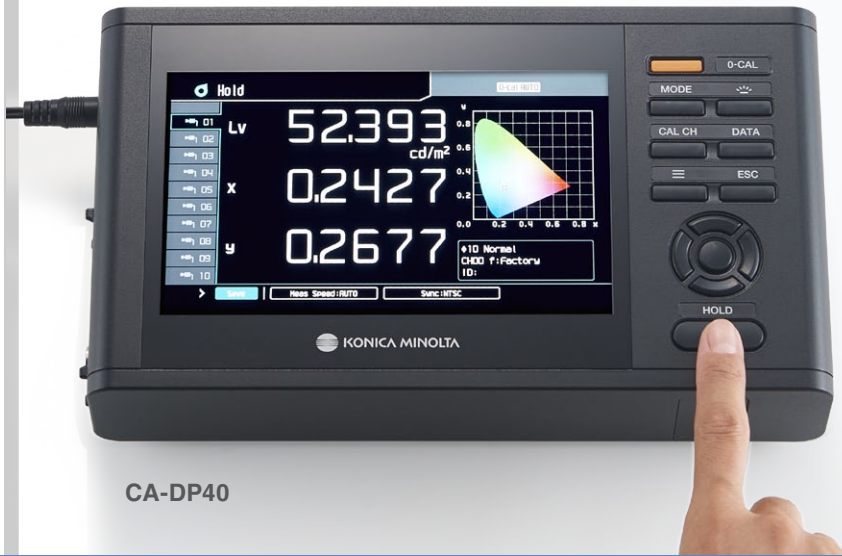 Hold
0-Cal AUTO
01
02
03
04
05
06
07
08
09
10
Lv 52.393
cd/m²
x 0.2427
y 0.2677
y
0.8
0.6
0.4
0.2
0.0 0.2 0.4 0.6 0.8 x
♦10 Normal
CH00 f:Factory
ID:
> Save Meas Speed:AUTO Sync:NTSC
KONICA MINOLTA
0-CAL
MODE
CAL CH DATA
ESC
HOLD
CA-DP40